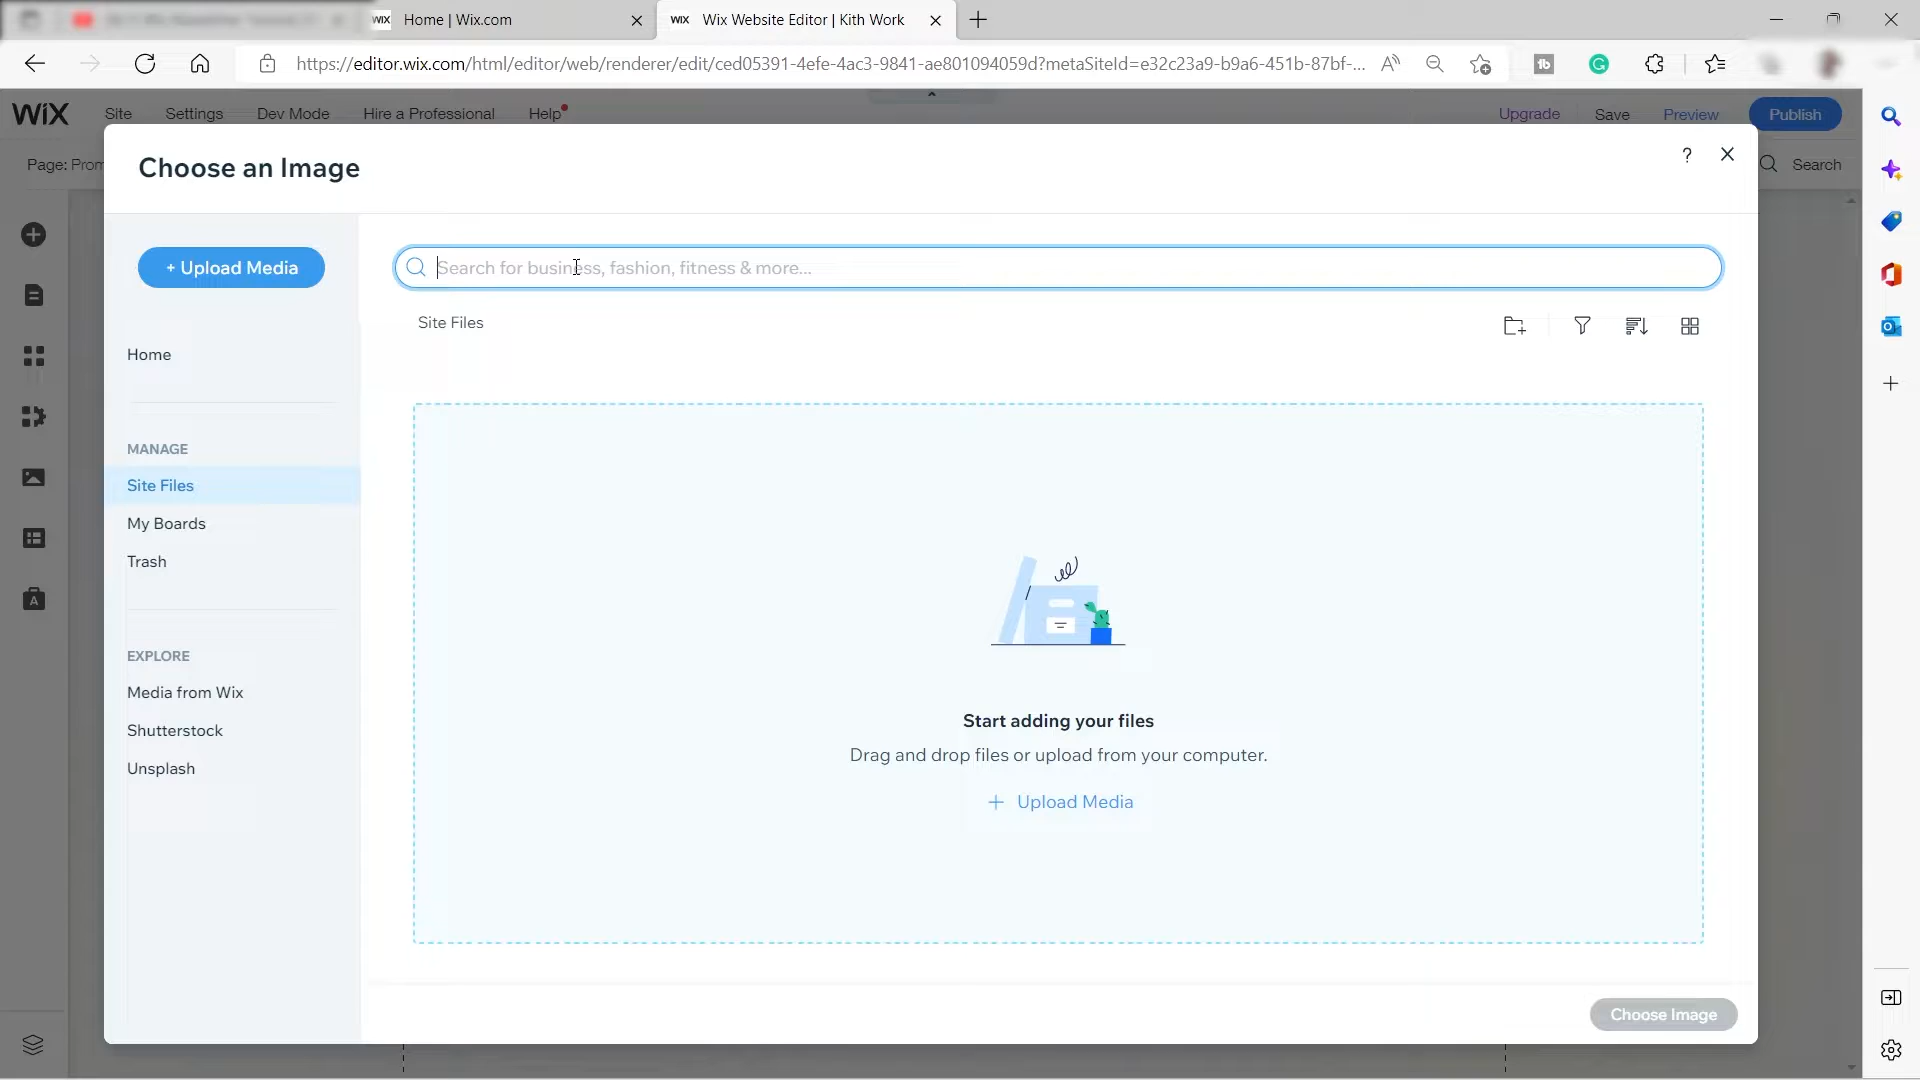 WiX Home | Wix.com
WiX Wix Website Editor | Kith Work
https://editor.wix.com/html/editor/web/renderer/edit/ced05391-4efe-4ac3-9841-ae801094059d?metaSiteId=e32c23a9-b9a6-451b-87bf-...
WiX Site Settings Dev Mode Hire a Professional Help Upgrade Save Preview Publish
Page: Prom
Search
Choose an Image
?
+ Upload Media
Search for business, fashion, fitness & more...
Site Files
Home
MANAGE
Site Files
My Boards
Trash
EXPLORE
Media from Wix
Shutterstock
Unsplash
Start adding your files
Drag and drop files or upload from your computer.
+ Upload Media
Choose Image